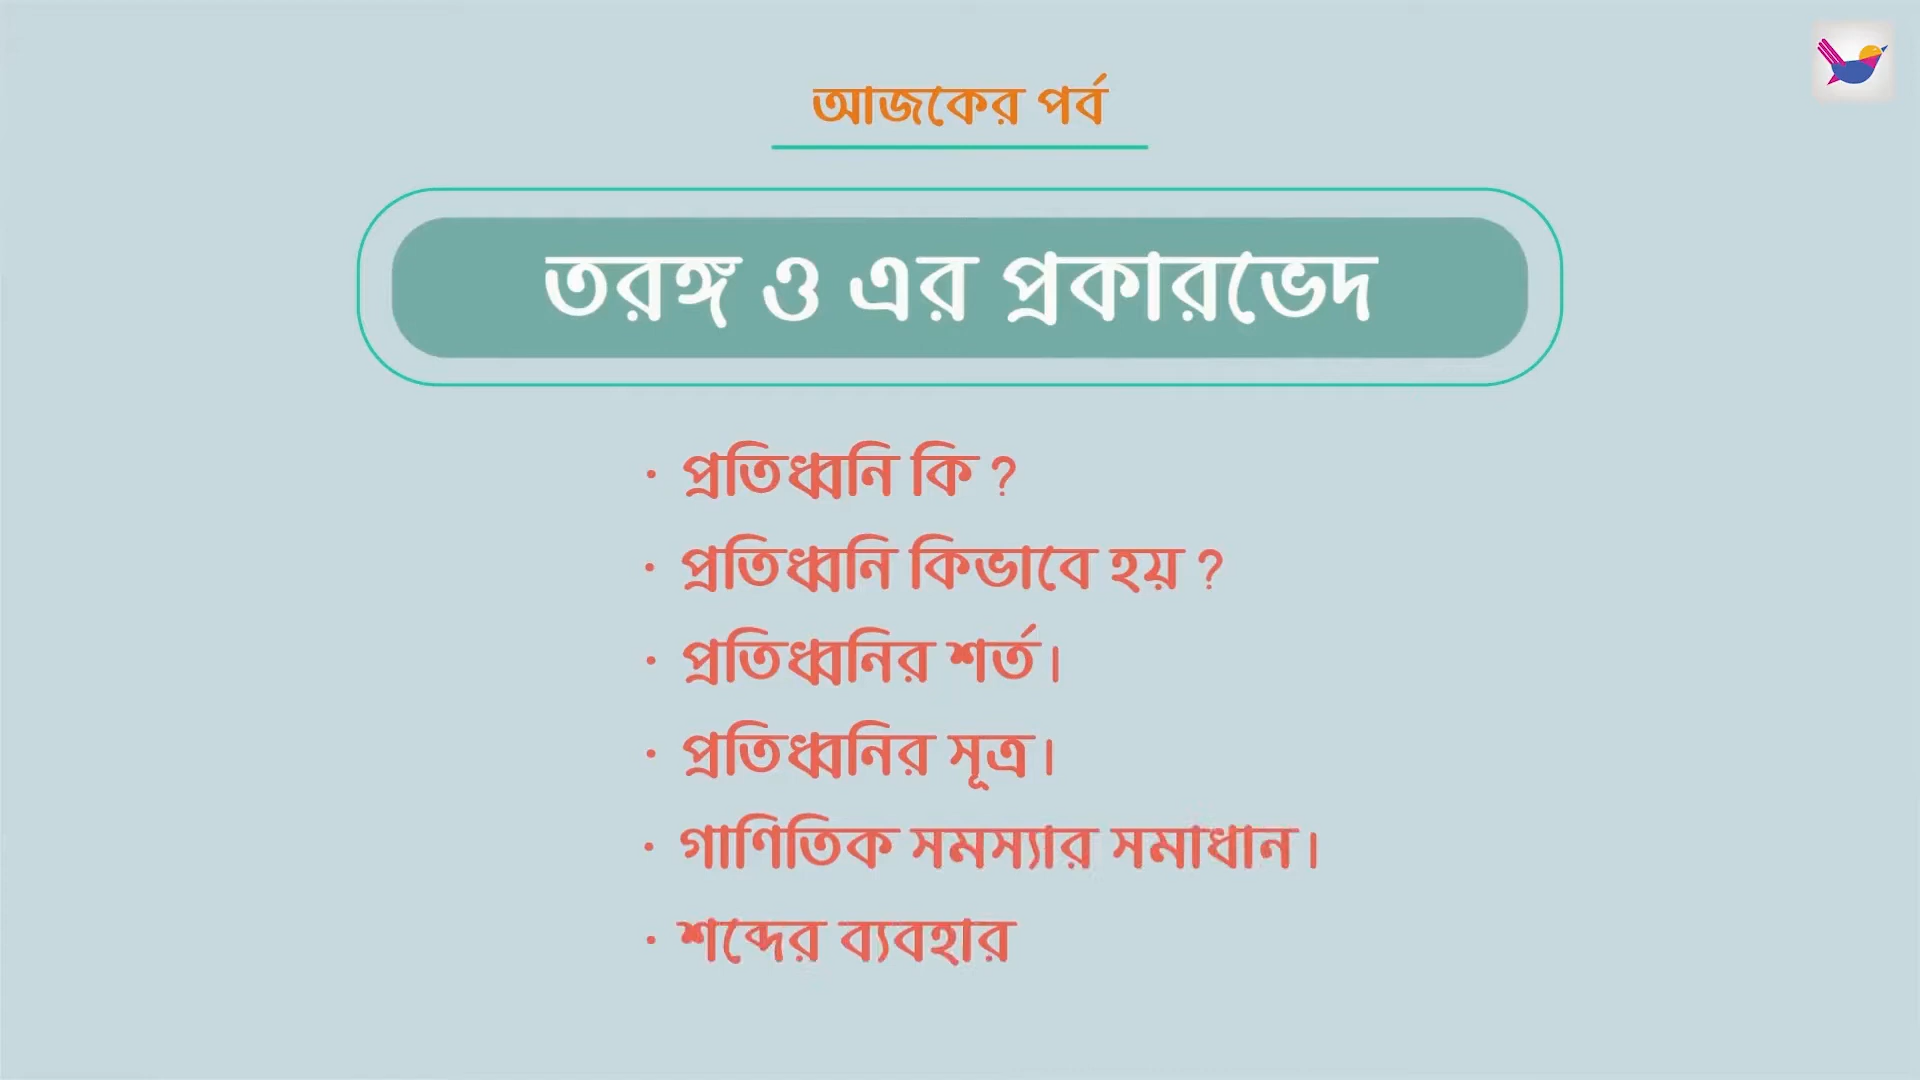 আজকের পর্ব
তরঙ্গ ও এর প্রকারভেদ
· প্রতিধ্বনি কি ?
· প্রতিধ্বনি কিভাবে হয় ?
· প্রতিধ্বনির শর্ত।
· প্রতিধ্বনির সূত্র।
· গাণিতিক সমস্যার সমাধান।
· শব্দের ব্যবহার